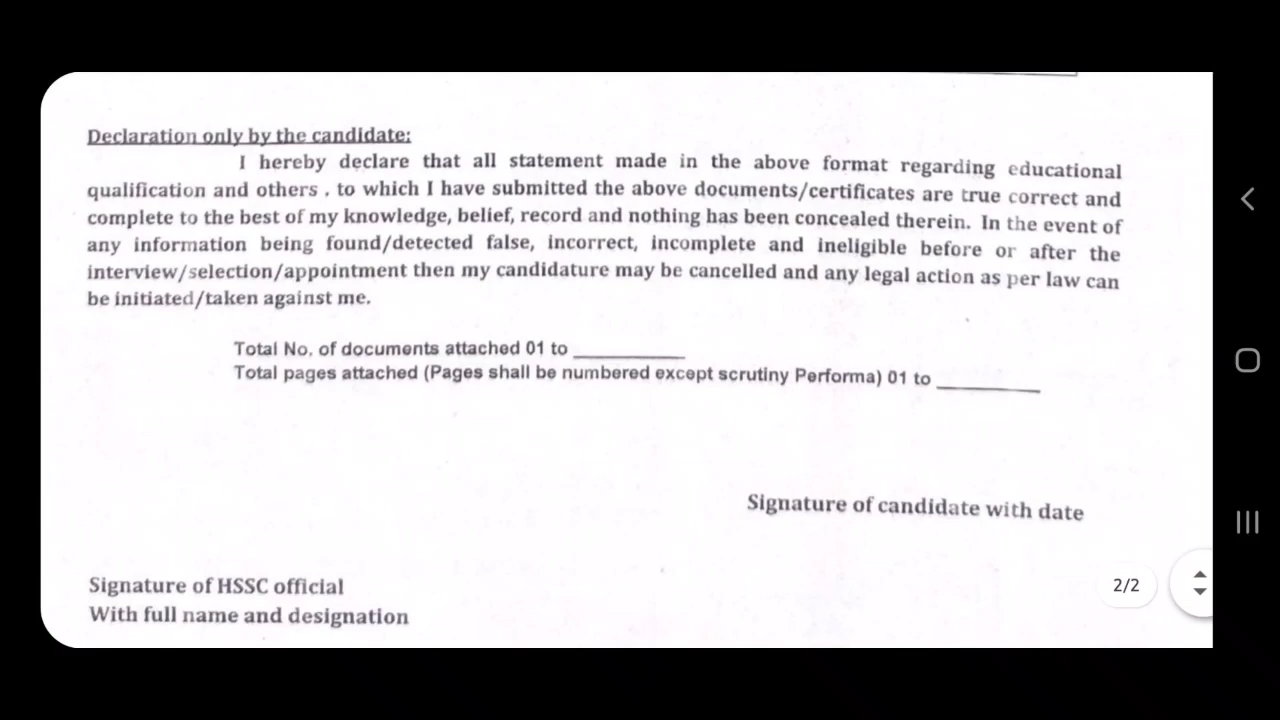 Declaration only by the candidate:
I hereby declare that all statement made in the above format regarding educational
qualification and others , to which I have submitted the above documents/certificates are true correct and
complete to the best of my knowledge, belief, record and nothing has been concealed therein. In the event of
any information being found/detected false, incorrect, incomplete and ineligible before or after the
interview/selection/appointment then my candidature may be cancelled and any legal action as per law can
be initiated/taken against me.
Total No. of documents attached 01 to __________
Total pages attached (Pages shall be numbered except scrutiny Performa) 01 to __________
Signature of candidate with date
Signature of HSSC official
With full name and designation
2/2